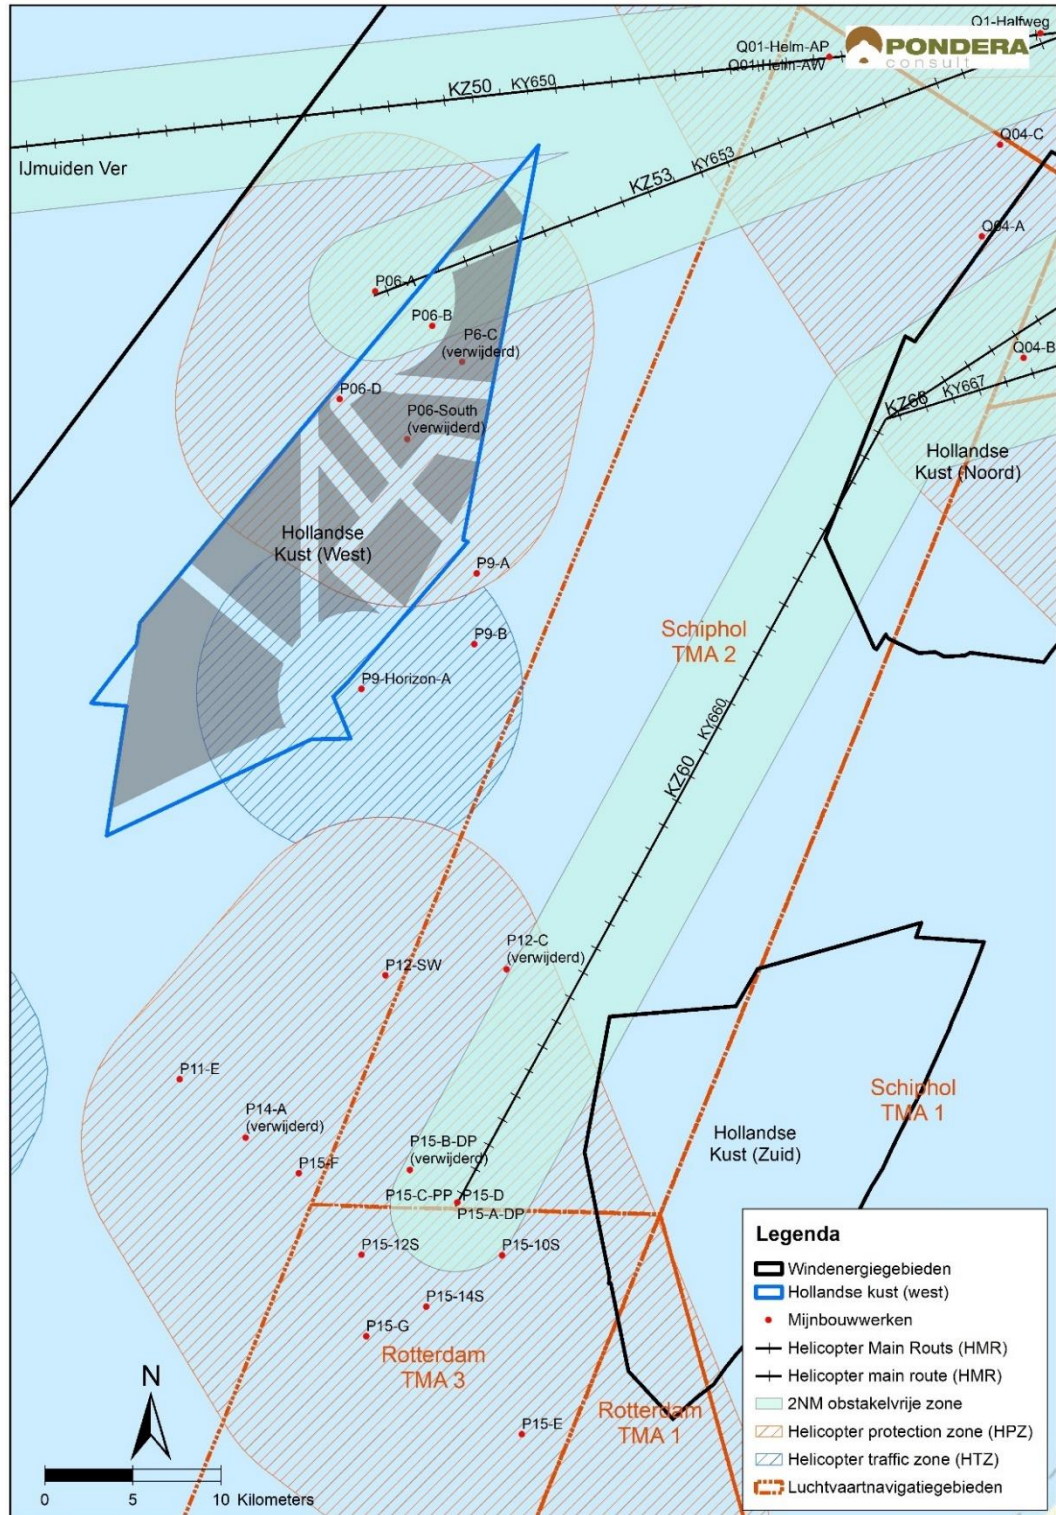 Q1-Halfweg
Q01-Helm-AP
Q01-Helm-AW
PONDERA
consult
KZ50 KY650
IJmuiden Ver
Q04-C
KZ53 KY653
Q04-A
P06-A
P06-B
P6-C
(verwijderd)
Q04-B
P06-D
KY667
P06-South
(verwijderd)
Hollandse
Kust (Noord)
Hollandse
Kust (West)
P9-A
P9-B
Schiphol
TMA 2
P9-Horizon-A
KZ60 KY660
P12-C
(verwijderd)
P12-SW
P11-E
P14-A
(verwijderd)
Schiphol
TMA 1
Hollandse
Kust (Zuid)
P15-B-DP
(verwijderd)
P15-F
P15-C-PP P15-D
P15-A-DP
P15-12S
P15-10S
P15-14S
P15-G
Rotterdam
TMA 3
Rotterdam
TMA 1
P15-E
N
0 5 10 Kilometers
Legenda
Windenergiegebieden
Hollandse kust (west)
Mijnbouwwerken
Helicopter Main Routs (HMR)
Helicopter main route (HMR)
2NM obstakelvrije zone
Helicopter protection zone (HPZ)
Helicopter traffic zone (HTZ)
Luchtvaartnavigatiegebieden